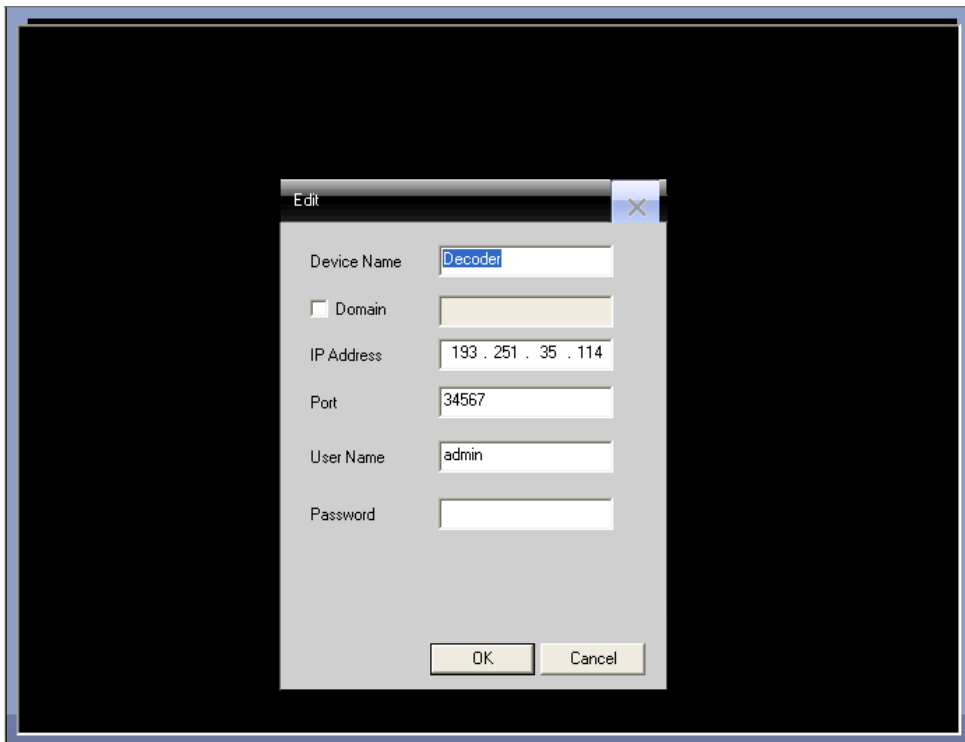 Edit
Device Name Decoder
Domain
IP Address 193 . 251 . 35 . 114
Port 34567
User Name admin
Password
OK Cancel